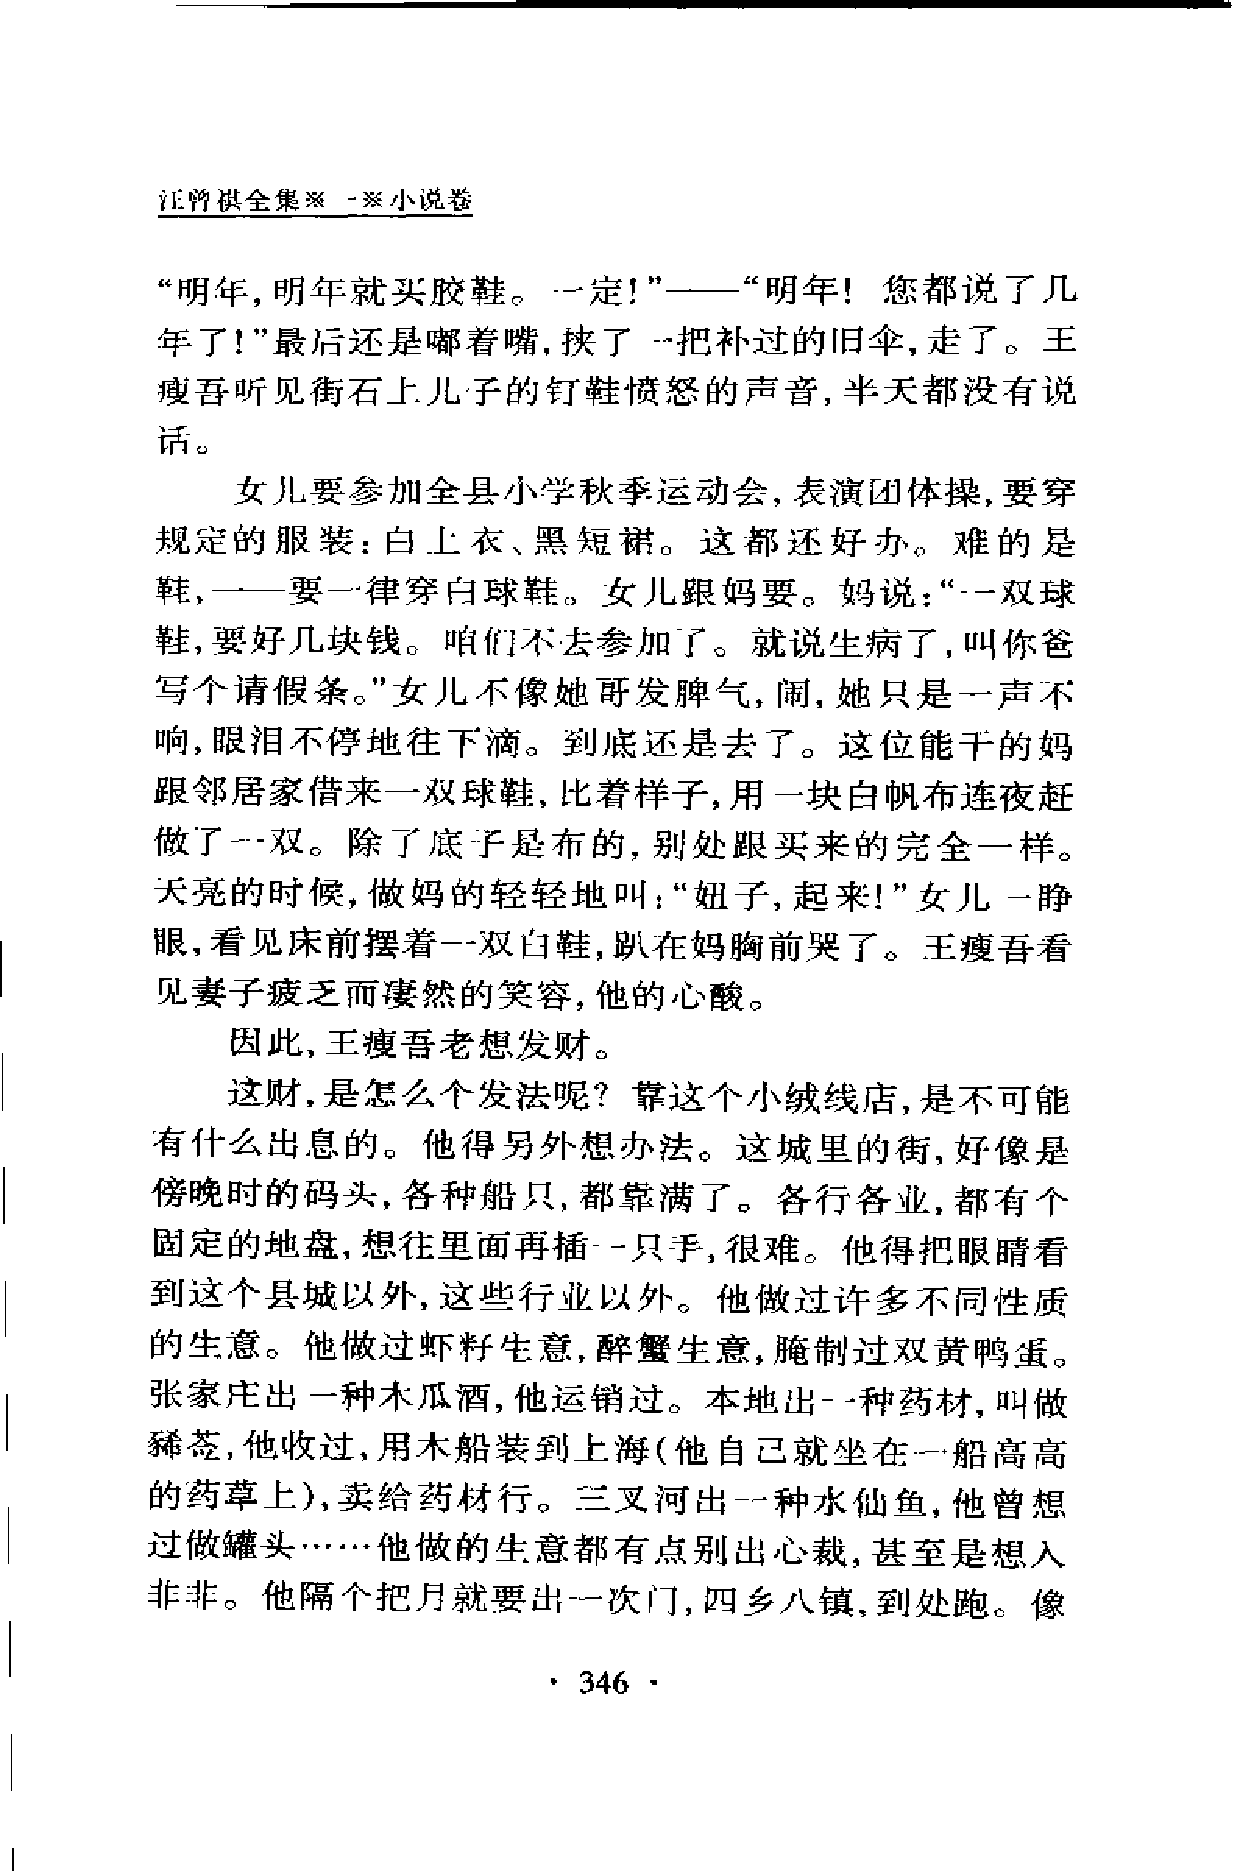 汪曾祺全集※一※小说卷
“明年,明年就买胶鞋。一定!”——“明年! 您都说了几
年了!”最后还是嘟着嘴,挟了一把补过的旧伞,走了。王
瘦吾听见街石上儿子的钉鞋愤怒的声音,半天都没有说
话。
女儿要参加全县小学秋季运动会,表演团体操,要穿
规定的服装:白上衣、黑短裙。这都还好办。难的是
鞋,——要一律穿白球鞋。女儿跟妈要。妈说:“一双球
鞋,要好几块钱。咱们不去参加了。就说生病了,叫你爸
写个请假条。”女儿不像她哥发脾气,闹,她只是一声不
响,眼泪不停地往下滴。到底还是去了。这位能干的妈
跟邻居家借来一双球鞋,比着样子,用一块白帆布连夜赶
做了一双。除了底子是布的,别处跟买来的完全一样。
天亮的时候,做妈的轻轻地叫:“妞子,起来!”女儿一睁
眼,看见床前摆着一双白鞋,趴在妈胸前哭了。王瘦吾看
见妻子疲乏而凄然的笑容,他的心酸。
因此,王瘦吾老想发财。
这财,是怎么个发法呢? 靠这个小绒线店,是不可能
有什么出息的。他得另外想办法。这城里的街,好像是
傍晚时的码头,各种船只,都靠满了。各行各业,都有个
固定的地盘,想往里面再插一只手,很难。他得把眼睛看
到这个县城以外,这些行业以外。他做过许多不同性质
的生意。他做过虾籽生意,醉蟹生意,腌制过双黄鸭蛋。
张家庄出一种木瓜酒,他运销过。本地出一种药材,叫做
豨莶,他收过,用木船装到上海(他自己就坐在一船高高
的药草上),卖给药材行。三叉河出一种水仙鱼,他曾想
过做罐头……他做的生意都有点别出心裁,甚至是想入
非非。他隔个把月就要出一次门,四乡八镇,到处跑。像
· 346 ·